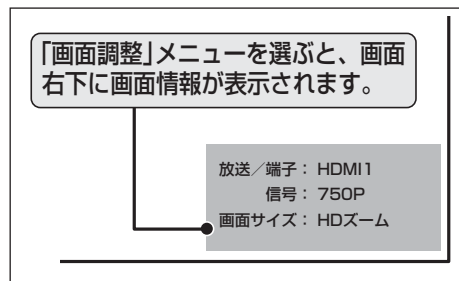 「画面調整」メニューを選ぶと、画面
右下に画面情報が表示されます。
放送／端子： HDMI1
信号： 750P
画面サイズ： HDズーム